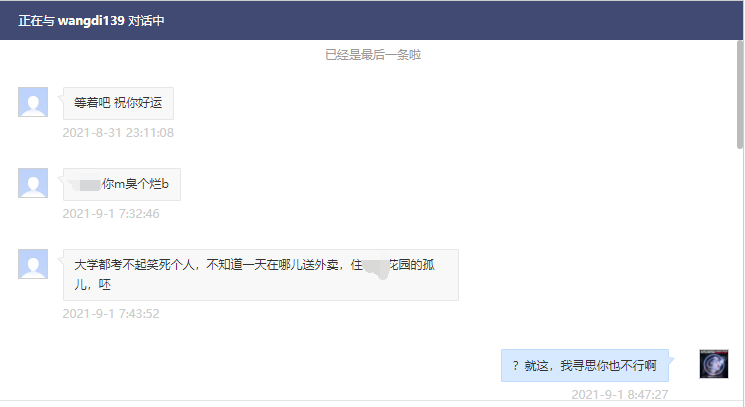 正在与 wangdi139 对话中
已经是最后一条啦
等着吧 祝你好运
2021-8-31 23:11:08
你m臭个烂b
2021-9-1 7:32:46
大学都考不起笑死个人，不知道一天在哪儿送外卖，住花园的孤
儿，呸
2021-9-1 7:43:52
？就这，我寻思你也不行啊
2021-9-1 8:47:27